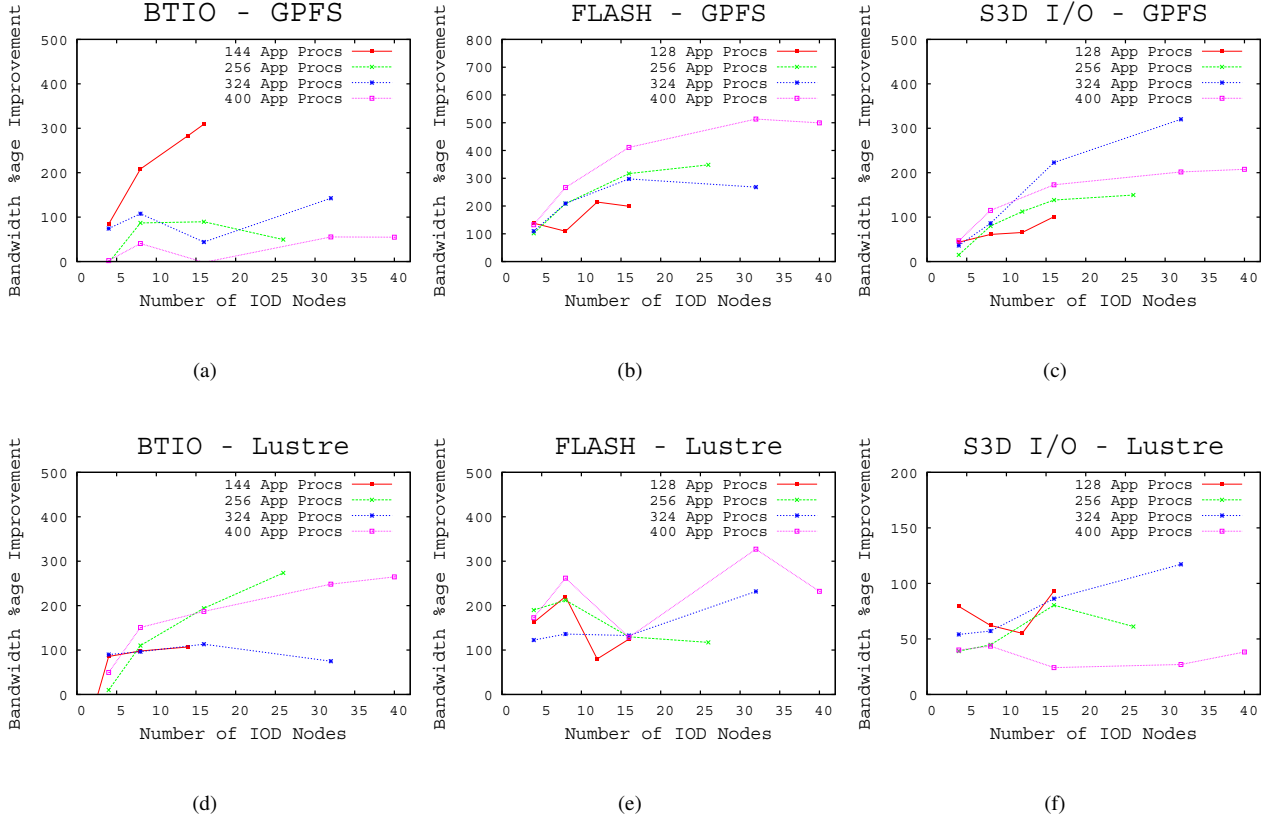 BTIO - GPFS
Bandwidth %age Improvement
500
400
300
200
100
0
144 App Procs
256 App Procs
324 App Procs
400 App Procs
0 5 10 15 20 25 30 35 40
Number of IOD Nodes
(a)
FLASH - GPFS
Bandwidth %age Improvement
800
700
600
500
400
300
200
100
0
128 App Procs
256 App Procs
324 App Procs
400 App Procs
0 5 10 15 20 25 30 35 40
Number of IOD Nodes
(b)
S3D I/O - GPFS
Bandwidth %age Improvement
500
400
300
200
100
0
128 App Procs
256 App Procs
324 App Procs
400 App Procs
0 5 10 15 20 25 30 35 40
Number of IOD Nodes
(c)
BTIO - Lustre
Bandwidth %age Improvement
500
400
300
200
100
0
144 App Procs
256 App Procs
324 App Procs
400 App Procs
0 5 10 15 20 25 30 35 40
Number of IOD Nodes
(d)
FLASH - Lustre
Bandwidth %age Improvement
500
400
300
200
100
0
128 App Procs
256 App Procs
324 App Procs
400 App Procs
0 5 10 15 20 25 30 35 40
Number of IOD Nodes
(e)
S3D I/O - Lustre
Bandwidth %age Improvement
200
150
100
50
0
128 App Procs
256 App Procs
324 App Procs
400 App Procs
0 5 10 15 20 25 30 35 40
Number of IOD Nodes
(f)